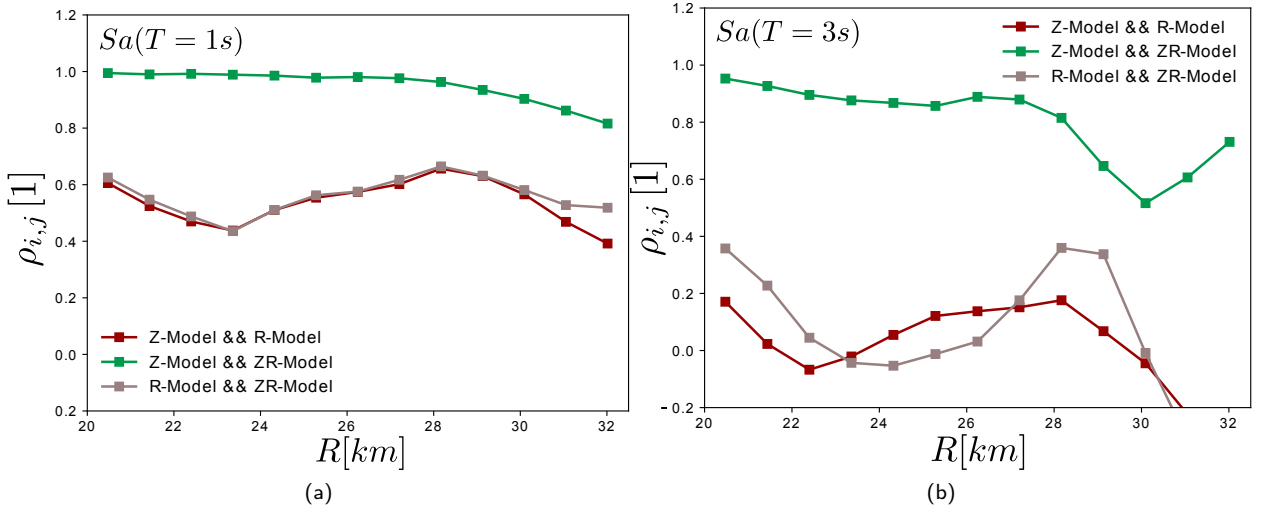 Sa(T = 1s)
1.2
1.0
0.8
0.6
0.4
0.2
0.0
0.2
ρi,j [1]
Z-Model && R-Model
Z-Model && ZR-Model
R-Model && ZR-Model
20 22 24 26 28 30 32
R[km]
(a)
Sa(T = 3s)
Z-Model && R-Model
Z-Model && ZR-Model
R-Model && ZR-Model
1.2
1.0
0.8
0.6
0.4
0.2
0.0
-0.2
ρi,j [1]
20 22 24 26 28 30 32
R[km]
(b)